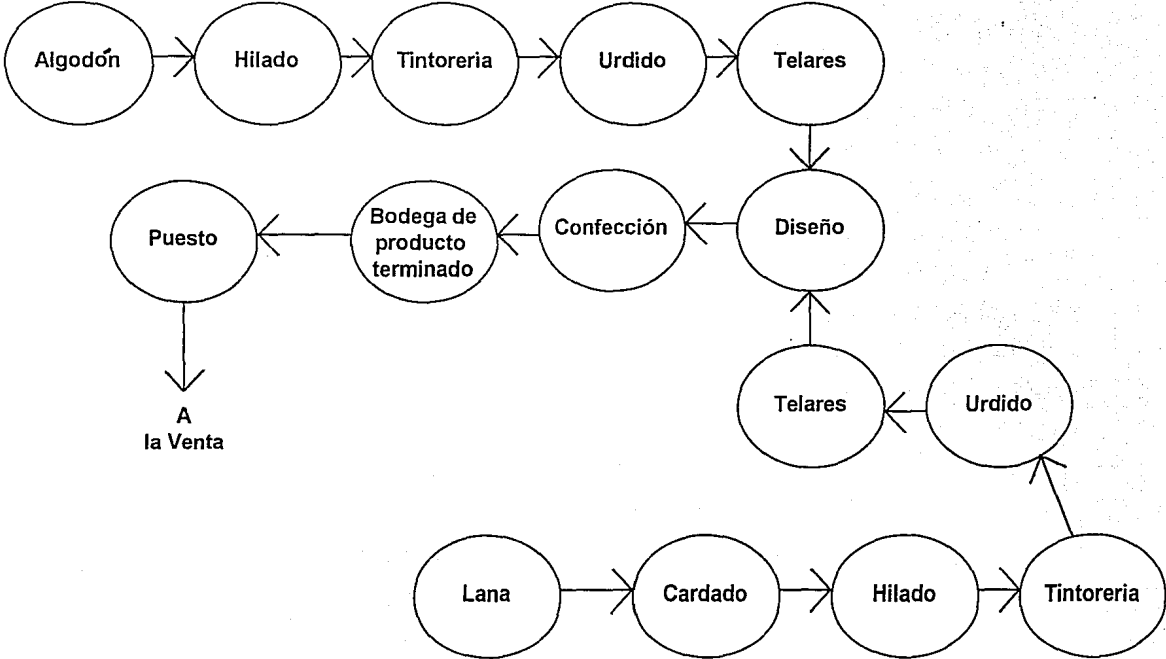 Algodón
Hilado
Tintoreria
Urdido
Telares
Puesto
Bodega de
producto
terminado
Confección
Diseño
A
la Venta
Telares
Urdido
Lana
Cardado
Hilado
Tintoreria